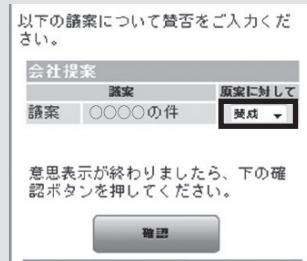 以下の議案について賛否をご入力くだ
さい。
会社提案
議案 原案に対して
議案 ○○○○の件 賛成
意思表示が終わりましたら、下の確
認ボタンを押してください。
確認